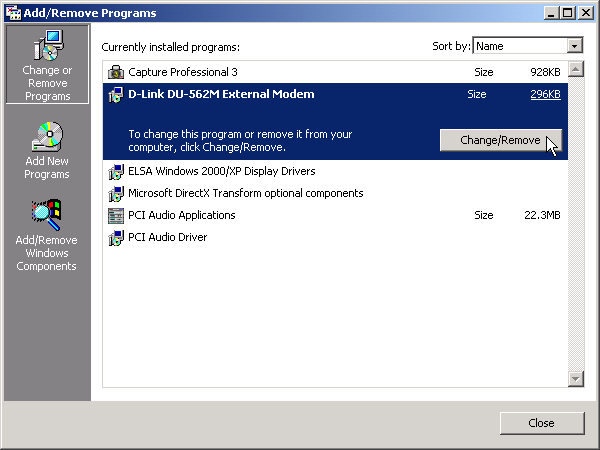 Add/Remove Programs
Change or
Remove
Programs
Add New
Programs
Add/Remove
Windows
Components
Currently installed programs:
Sort by: Name
Capture Professional 3 Size 928KB
D-Link DU-562M External Modem Size 296KB
To change this program or remove it from your
computer, click Change/Remove.
Change/Remove
ELSA Windows 2000/XP Display Drivers
Microsoft DirectX Transform optional components
PCI Audio Applications Size 22.3MB
PCI Audio Driver
Close